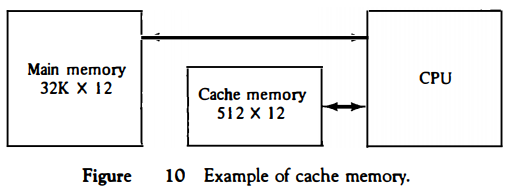 Main memory
32K X 12
Cache memory
512 X 12
CPU
Figure 10 Example of cache memory.